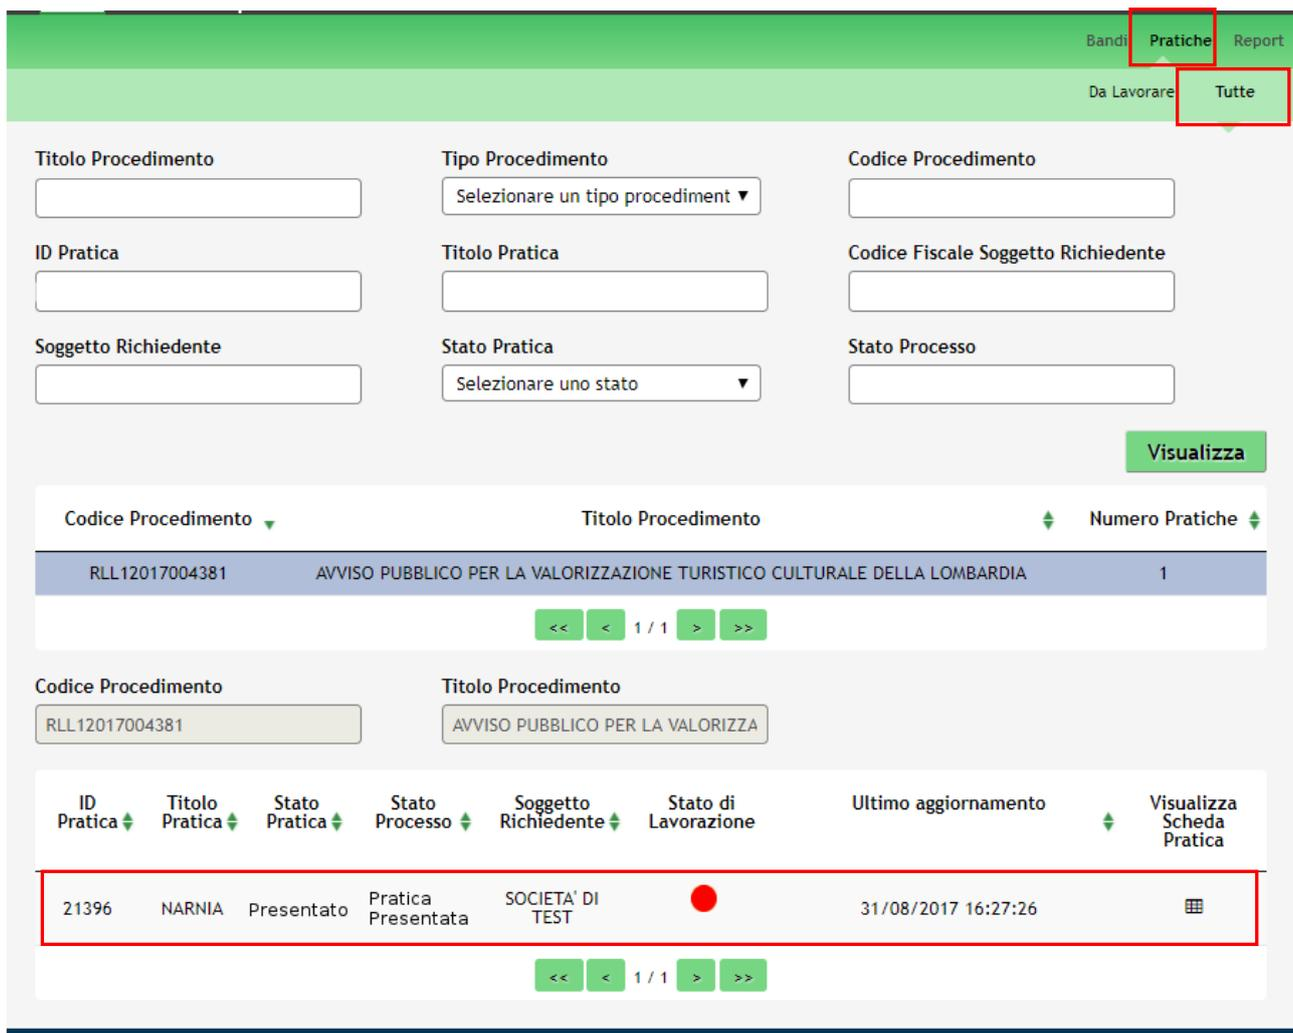 Bandi Pratiche Report
Da Lavorare Tutte
Titolo Procedimento Tipo Procedimento Codice Procedimento
Selezionare un tipo procediment ▼
ID Pratica Titolo Pratica Codice Fiscale Soggetto Richiedente
Soggetto Richiedente Stato Pratica Stato Processo
Selezionare uno stato ▼
Visualizza
Codice Procedimento Titolo Procedimento Numero Pratiche
RLL12017004381 AVVISO PUBBLICO PER LA VALORIZZAZIONE TURISTICO CULTURALE DELLA LOMBARDIA 1
<< < 1 / 1 > >>
Codice Procedimento Titolo Procedimento
RLL12017004381 AVVISO PUBBLICO PER LA VALORIZZA
ID Titolo Stato Stato Soggetto Stato di Ultimo aggiornamento Visualizza
Pratica Pratica Pratica Processo Richiedente Lavorazione Scheda
Pratica
21396 NARNIA Presentato Pratica SOCIETA' DI 31/08/2017 16:27:26
Presentata TEST
<< < 1 / 1 > >>